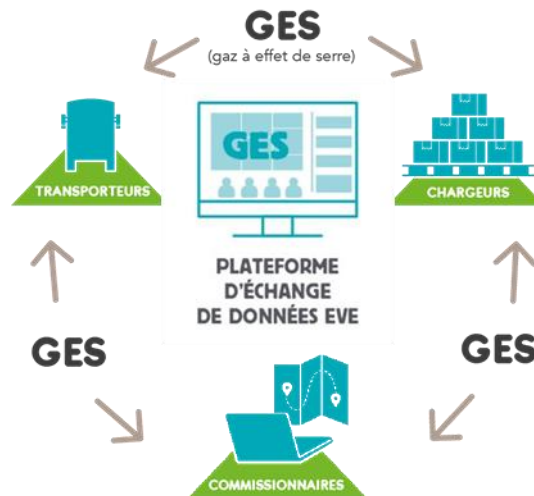 GES
(gaz à effet de serre)
GES
TRANSPORTEURS
CHARGEURS
PLATEFORME
D'ÉCHANGE
DE DONNÉES EVE
GES
GES
COMMISSIONNAIRES